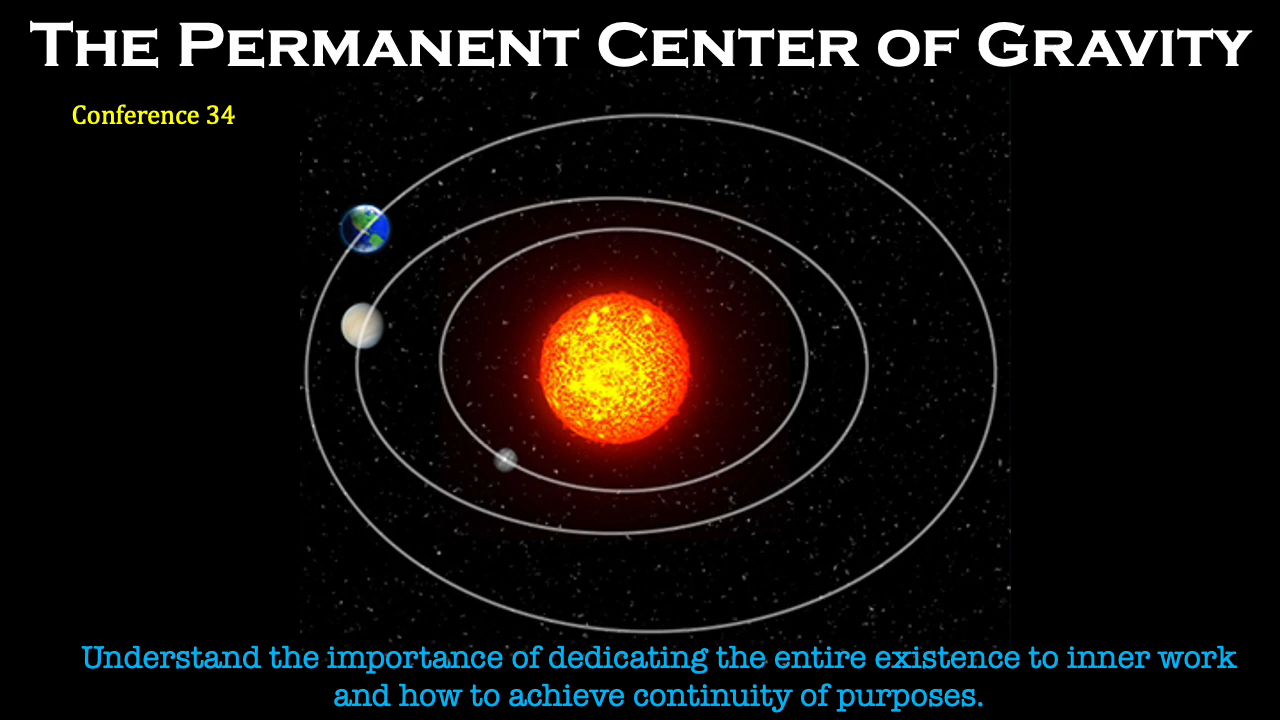 The Permanent Center of Gravity
Conference 34
Understand the importance of dedicating the entire existence to inner work
and how to achieve continuity of purposes.